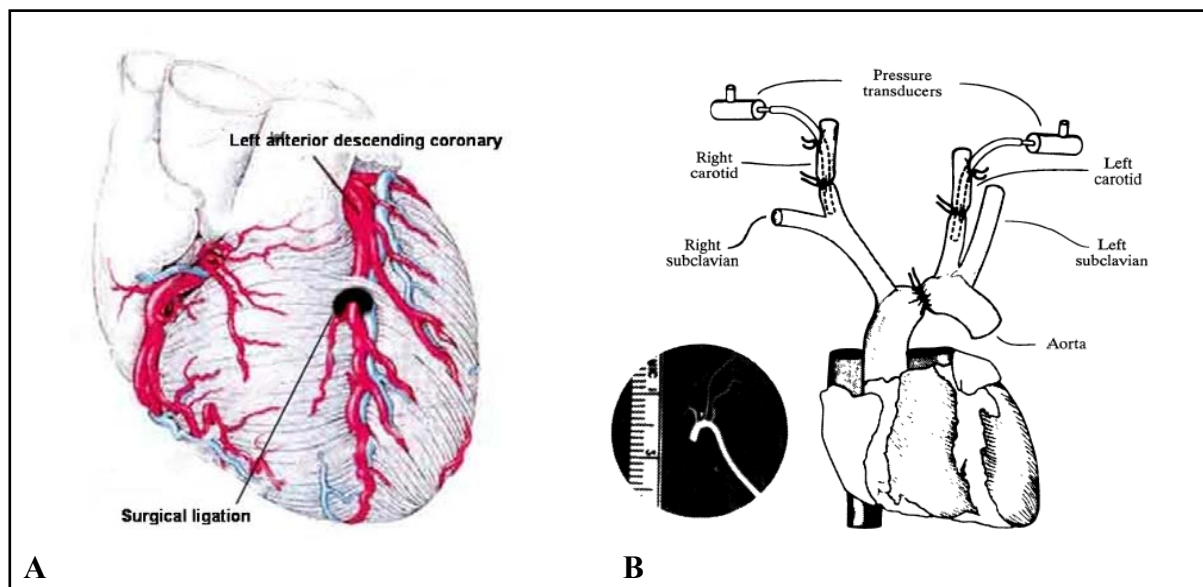 Left anterior descending coronary
Surgical ligation
A
Pressure
transducers
Right
carotid
Left
carotid
Right
subclavian
Left
subclavian
Aorta
B